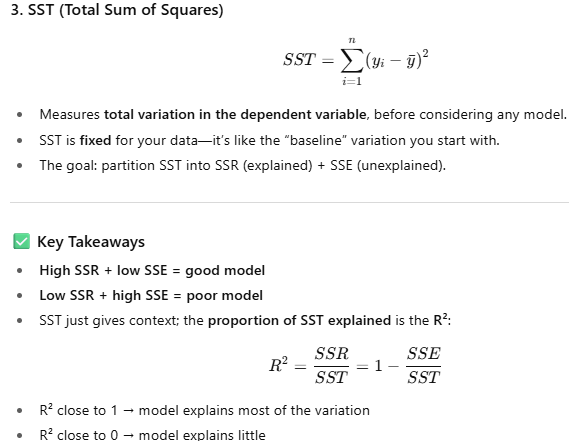 3. SST (Total Sum of Squares)
SST = \sum_{i=1}^{n} (y_i − ȳ)²
• Measures total variation in the dependent variable, before considering any model.
• SST is fixed for your data—it's like the “baseline” variation you start with.
• The goal: partition SST into SSR (explained) + SSE (unexplained).
✅ Key Takeaways
• High SSR + low SSE = good model
• Low SSR + high SSE = poor model
• SST just gives context; the proportion of SST explained is the R²:
R² = \frac{SSR}{SST} = 1 − \frac{SSE}{SST}
• R² close to 1 → model explains most of the variation
• R² close to 0 → model explains little